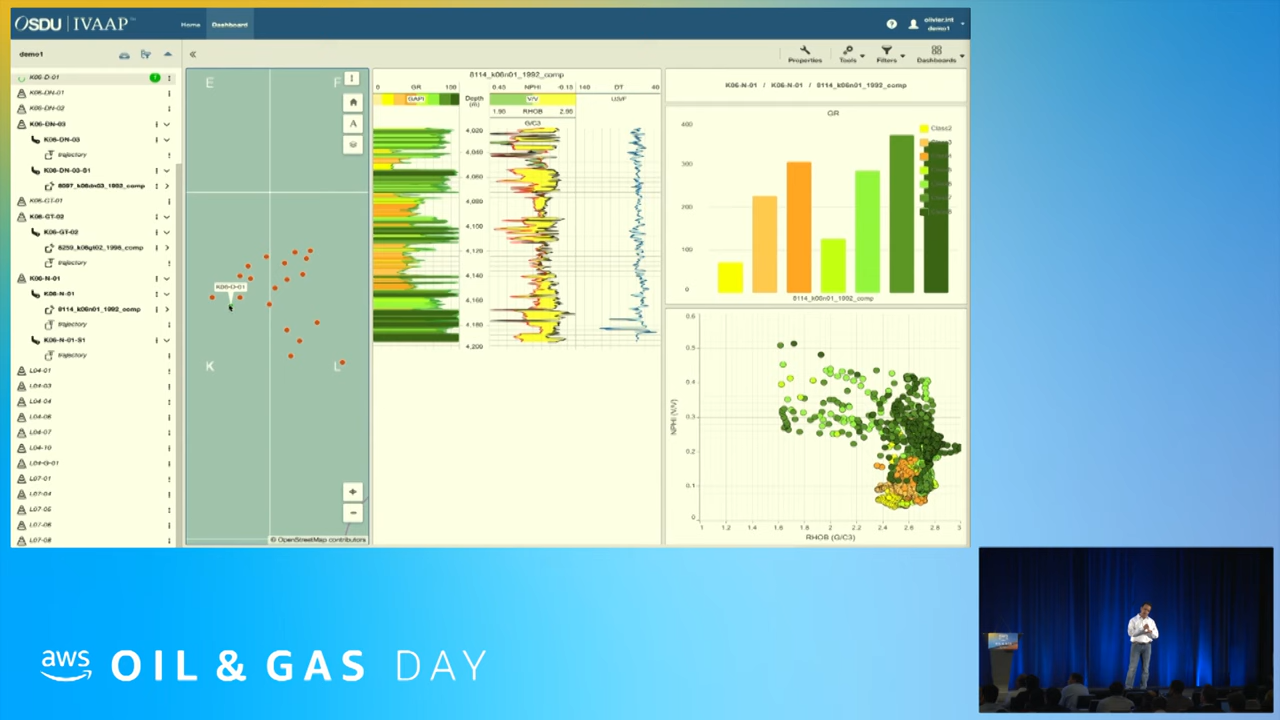 OSDU | IVAAP™
Home
Dashboard
olivier.int
demo1
demo1
Properties
Tools
Filters
Dashboards
K06-D-01
K06-DN-01
K06-DN-02
K06-DN-03
K06-DN-03
trajectory
K06-DN-03-S1
8097_k06dn03_1992_comp
K06-GT-01
K06-GT-02
K06-GT-02
8259_k06gt02_1998_comp
trajectory
K06-N-01
K06-N-01
8114_k06n01_1992_comp
trajectory
K06-N-01-S1
trajectory
L04-01
L04-03
L04-04
L04-06
L04-07
L04-10
L04-G-01
L07-01
L07-04
L07-05
L07-06
L07-08
E
F
A
K06-D-01
K
L
© OpenStreetMap contributors
8114_k06n01_1992_comp
0 GR 100
GAPI
Depth
(m)
0.45 NPHI -0.15
V/V
1.95 RHOB 2.95
G/C3
140 DT 40
US/F
4,020
4,040
4,060
4,080
4,100
4,120
4,140
4,160
4,180
4,200
K06-N-01 / K06-N-01 / 8114_k06n01_1992_comp
GR
400
300
200
100
0
Class2
8114_k06n01_1992_comp
0.6
0.5
0.4
0.3
0.2
0.1
0
NPHI (V/V)
1 1.2 1.4 1.6 1.8 2 2.2 2.4 2.6 2.8 3
RHOB (G/C3)
aws OIL & GAS DAY